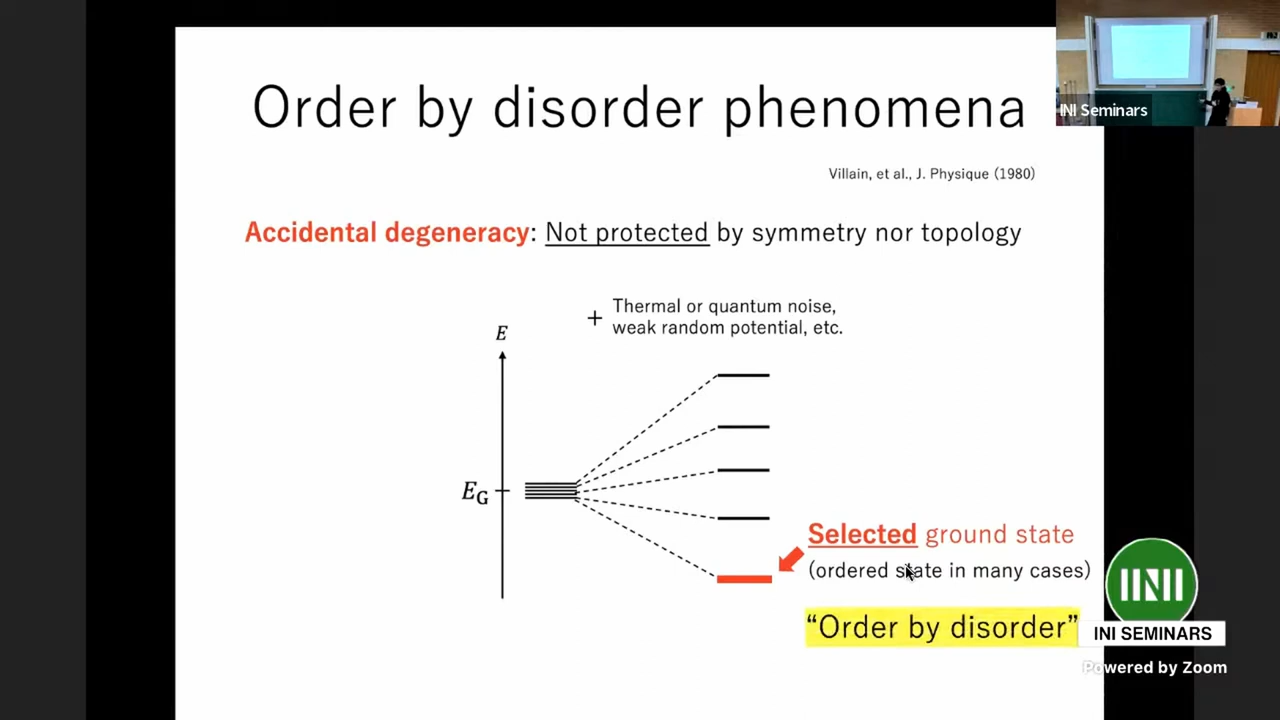 Order by disorder phenomena
INI Seminars
Villain, et al., J. Physique (1980)
Accidental degeneracy: Not protected by symmetry nor topology
+ Thermal or quantum noise,
weak random potential, etc.
E
E_G
Selected ground state
(ordered state in many cases)
“Order by disorder”
INI SEMINARS
Powered by Zoom